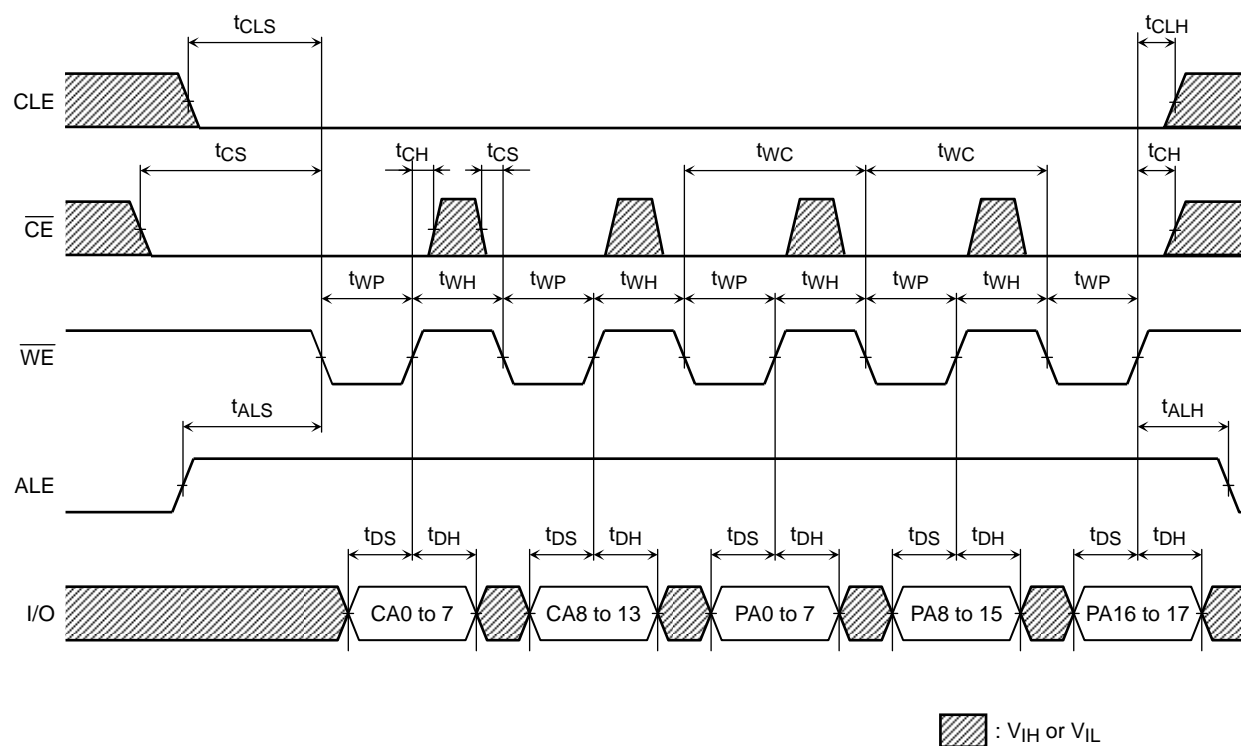 tCLS tCLH
CLE
tCS tCH tCS tWC tWC tCH
CE
tWP tWH tWP tWH tWP tWH tWP tWH tWP
WE
tALS tALH
ALE
tDS tDH tDS tDH tDS tDH tDS tDH tDS tDH
I/O CA0 to 7 CA8 to 13 PA0 to 7 PA8 to 15 PA16 to 17
: VIH or VIL